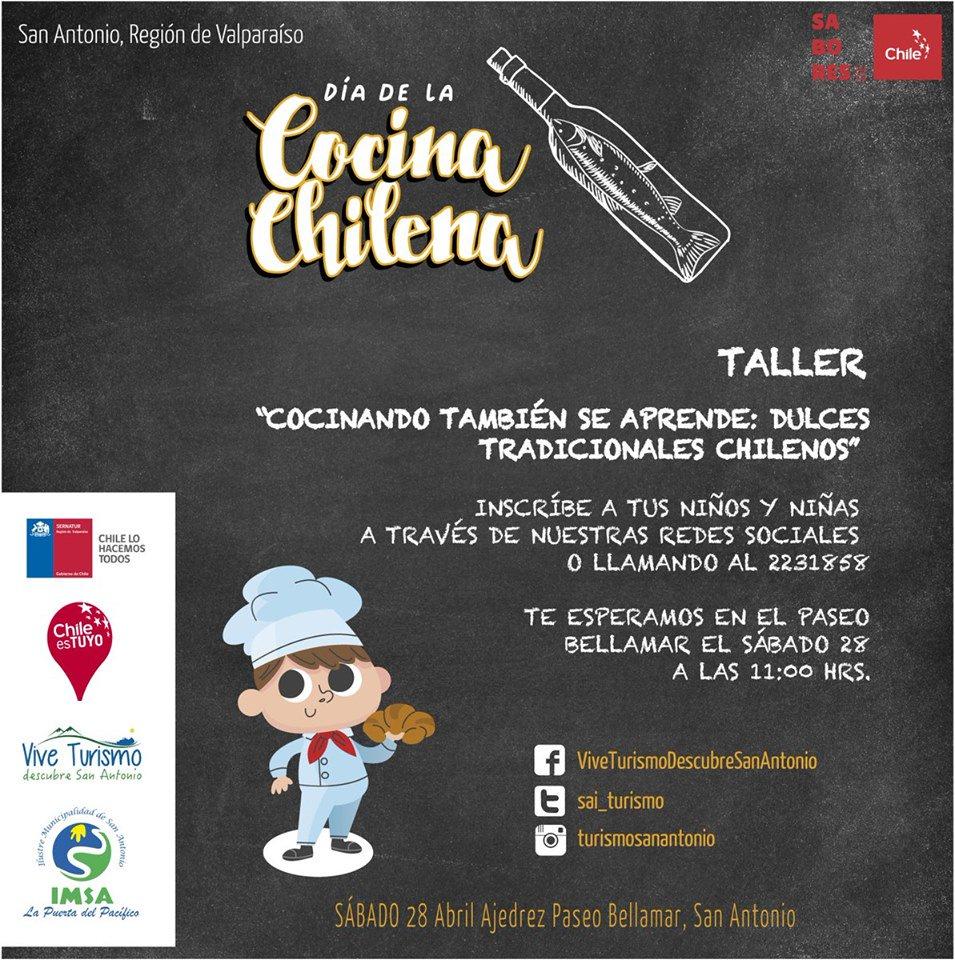 San Antonio, Región de Valparaíso
SA
BO
RES
Chile
DÍA DE LA
Cocina
Chilena
TALLER
"COCINANDO TAMBIÉN SE APRENDE: DULCES
TRADICIONALES CHILENOS"
INSCRÍBE A TUS NIÑOS Y NIÑAS
A TRAVÉS DE NUESTRAS REDES SOCIALES
O LLAMANDO AL 2231858
TE ESPERAMOS EN EL PASEO
BELLAMAR EL SÁBADO 28
A LAS 11:00 HRS.
SERNATUR
Región de Valparaíso
Gobierno de Chile
CHILE LO
HACEMOS
TODOS
Chile
esTUYO
Vive Turismo
descubre San Antonio
Ilustre Municipalidad de San Antonio
IMSA
La Puerta del Pacífico
ViveTurismoDescubreSanAntonio
sai_turismo
turismosanantonio
SÁBADO 28 Abril Ajedrez Paseo Bellamar, San Antonio